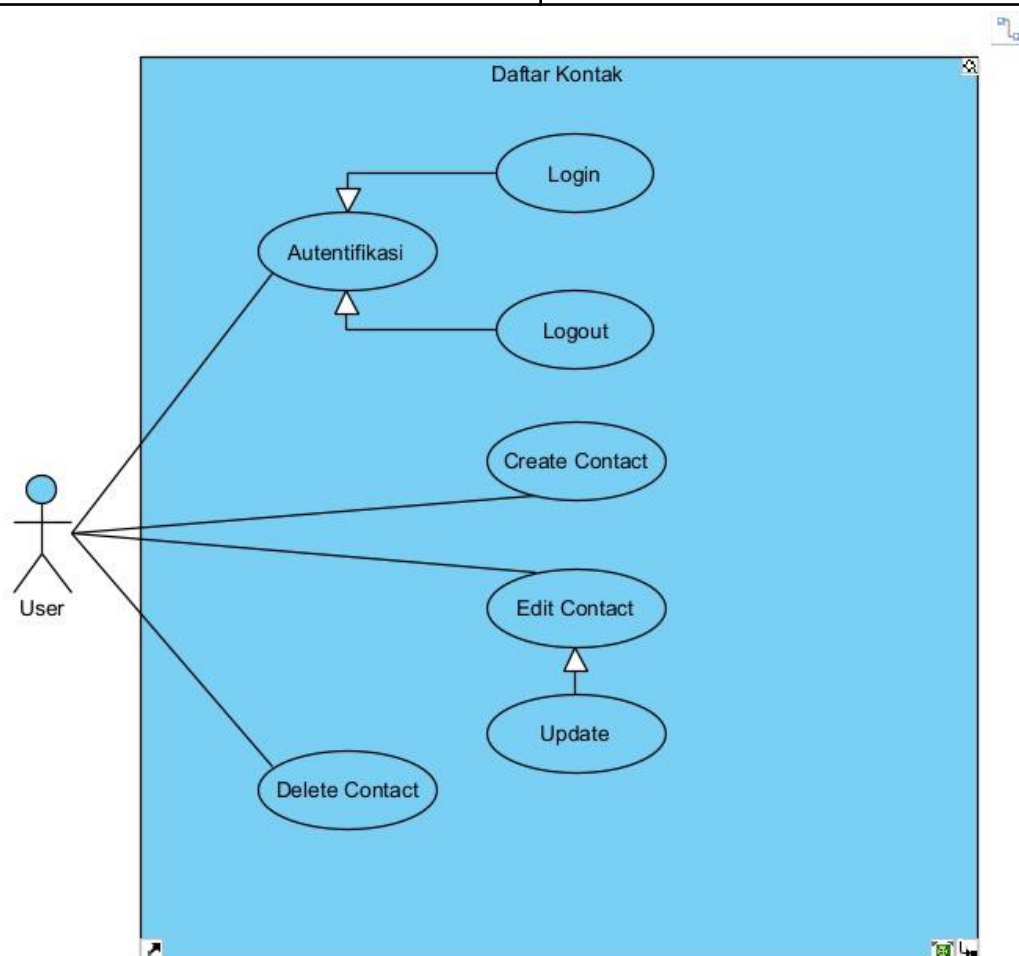 Daftar Kontak
Login
Autentifikasi
Logout
Create Contact
User
Edit Contact
Update
Delete Contact